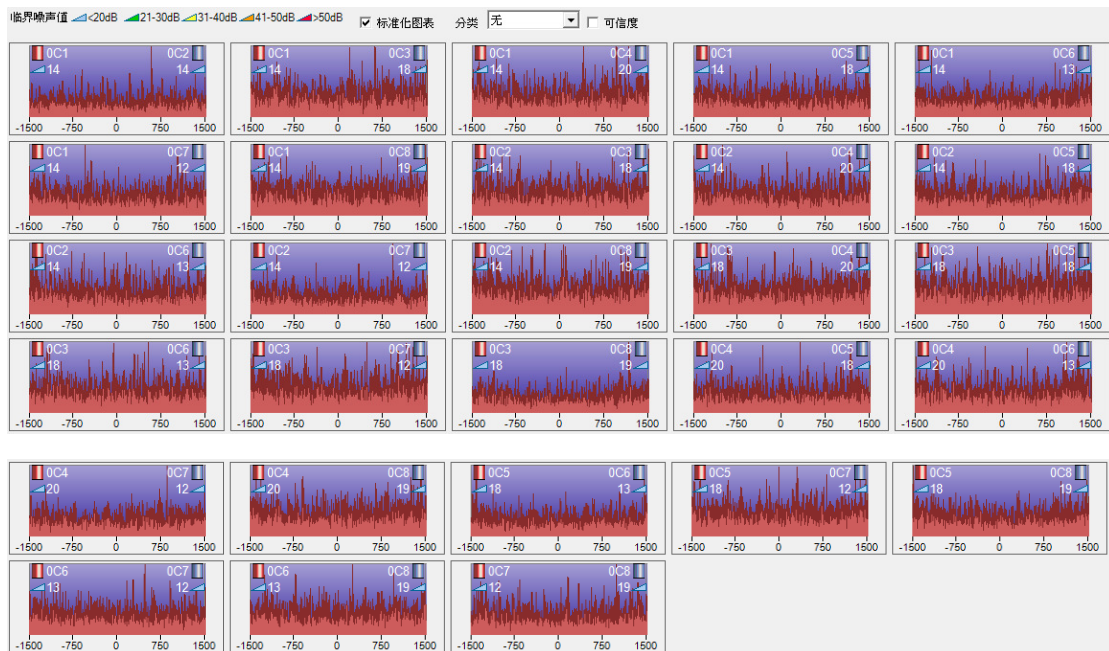 临界噪声值 <20dB 21-30dB 31-40dB 41-50dB >50dB 标准化图表 分类 无 可信度
0C1 0C2 0C1 0C3 0C1 0C4 0C1 0C5 0C1 0C6
14 14 14 18 14 20 14 18 14 13
-1500 -750 0 750 1500 -1500 -750 0 750 1500 -1500 -750 0 750 1500 -1500 -750 0 750 1500 -1500 -750 0 750 1500
0C1 0C7 0C1 0C8 0C2 0C3 0C2 0C4 0C2 0C5
14 12 14 19 14 18 14 20 14 18
-1500 -750 0 750 1500 -1500 -750 0 750 1500 -1500 -750 0 750 1500 -1500 -750 0 750 1500 -1500 -750 0 750 1500
0C2 0C6 0C2 0C7 0C2 0C8 0C3 0C4 0C3 0C5
14 13 14 12 14 19 18 20 18 18
-1500 -750 0 750 1500 -1500 -750 0 750 1500 -1500 -750 0 750 1500 -1500 -750 0 750 1500 -1500 -750 0 750 1500
0C3 0C6 0C3 0C7 0C3 0C8 0C4 0C5 0C4 0C6
18 13 18 12 18 19 20 18 20 13
-1500 -750 0 750 1500 -1500 -750 0 750 1500 -1500 -750 0 750 1500 -1500 -750 0 750 1500 -1500 -750 0 750 1500
0C4 0C7 0C4 0C8 0C5 0C6 0C5 0C7 0C5 0C8
20 12 20 19 18 13 18 12 18 19
-1500 -750 0 750 1500 -1500 -750 0 750 1500 -1500 -750 0 750 1500 -1500 -750 0 750 1500 -1500 -750 0 750 1500
0C6 0C7 0C6 0C8 0C7 0C8
13 12 13 19 12 19
-1500 -750 0 750 1500 -1500 -750 0 750 1500 -1500 -750 0 750 1500